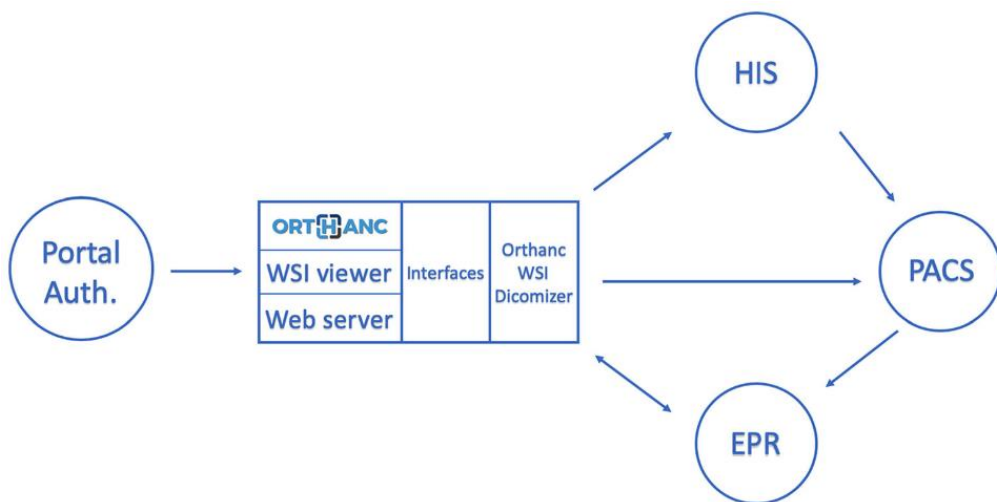 HIS
Portal
Auth.
ORTHANC
WSI viewer
Web server
Interfaces
Orthanc
WSI
Dicomizer
PACS
EPR